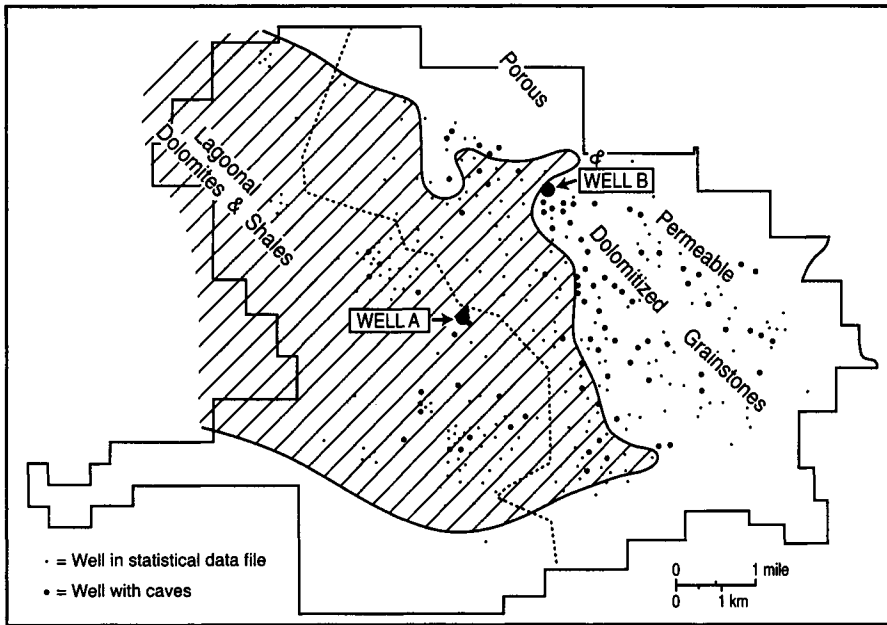 Porous
&
Permeable
Dolomitized
Grainstones
Lagoonal
Dolomites & Shales
WELL B
WELL A
· = Well in statistical data file
• = Well with caves
0 1 mile
0 1 km